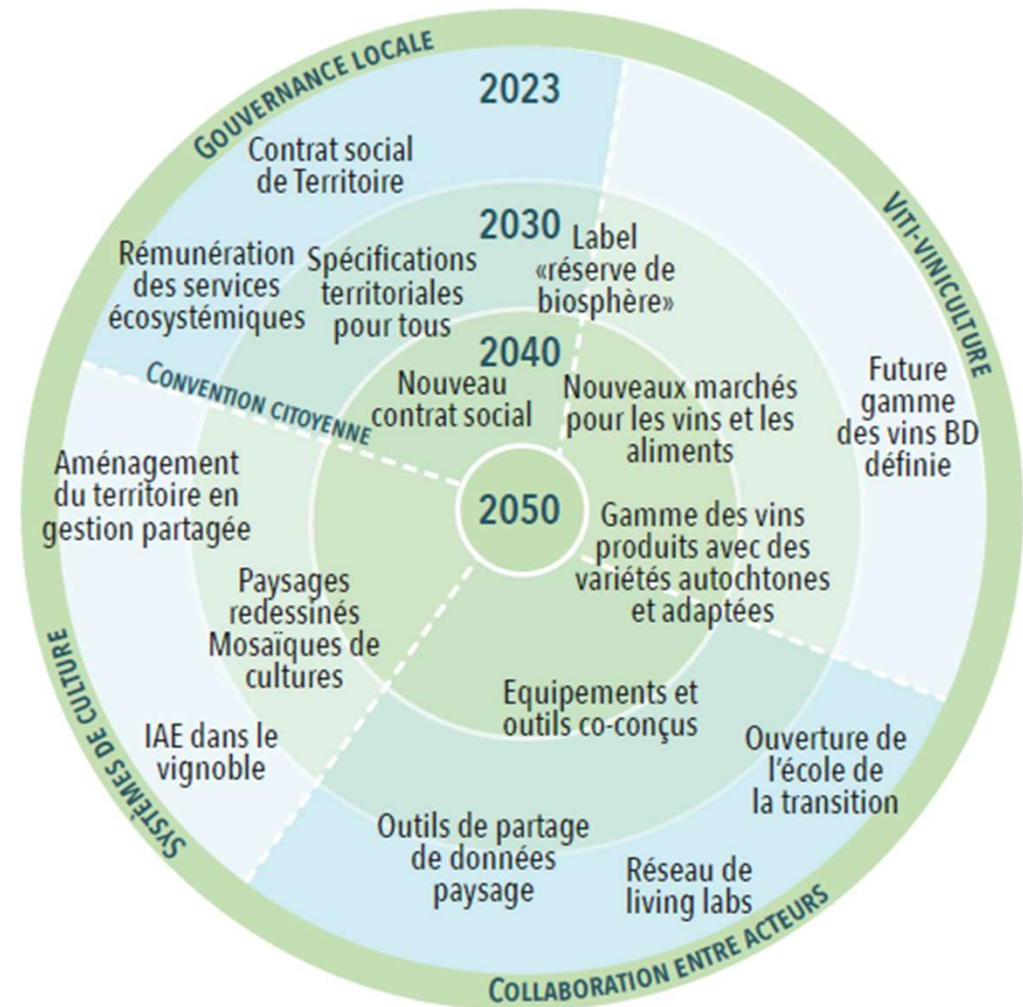 GOUVERNANCE LOCALE
2023
Contrat social
de Territoire
2030
Rémunération
des services
écosystémiques
Spécifications
territoriales
pour tous
Label
«réserve de
biosphère»
VITI-VINICULTURE
2040
CONVENTION CITOYENNE
Nouveau
contrat social
Nouveaux marchés
pour les vins et les
aliments
Future
gamme
des vins BD
définie
Aménagement
du territoire en
gestion partagée
2050
Gamme des vins
produits avec des
variétés autochtones
et adaptées
Paysages
redessinés
Mosaïques de
cultures
SYSTÈMES DE CULTURE
IAE dans le
vignoble
Equipements et
outils co-conçus
Ouverture de
l'école de
la transition
Outils de partage
de données
paysage
Réseau de
living labs
COLLABORATION ENTRE ACTEURS